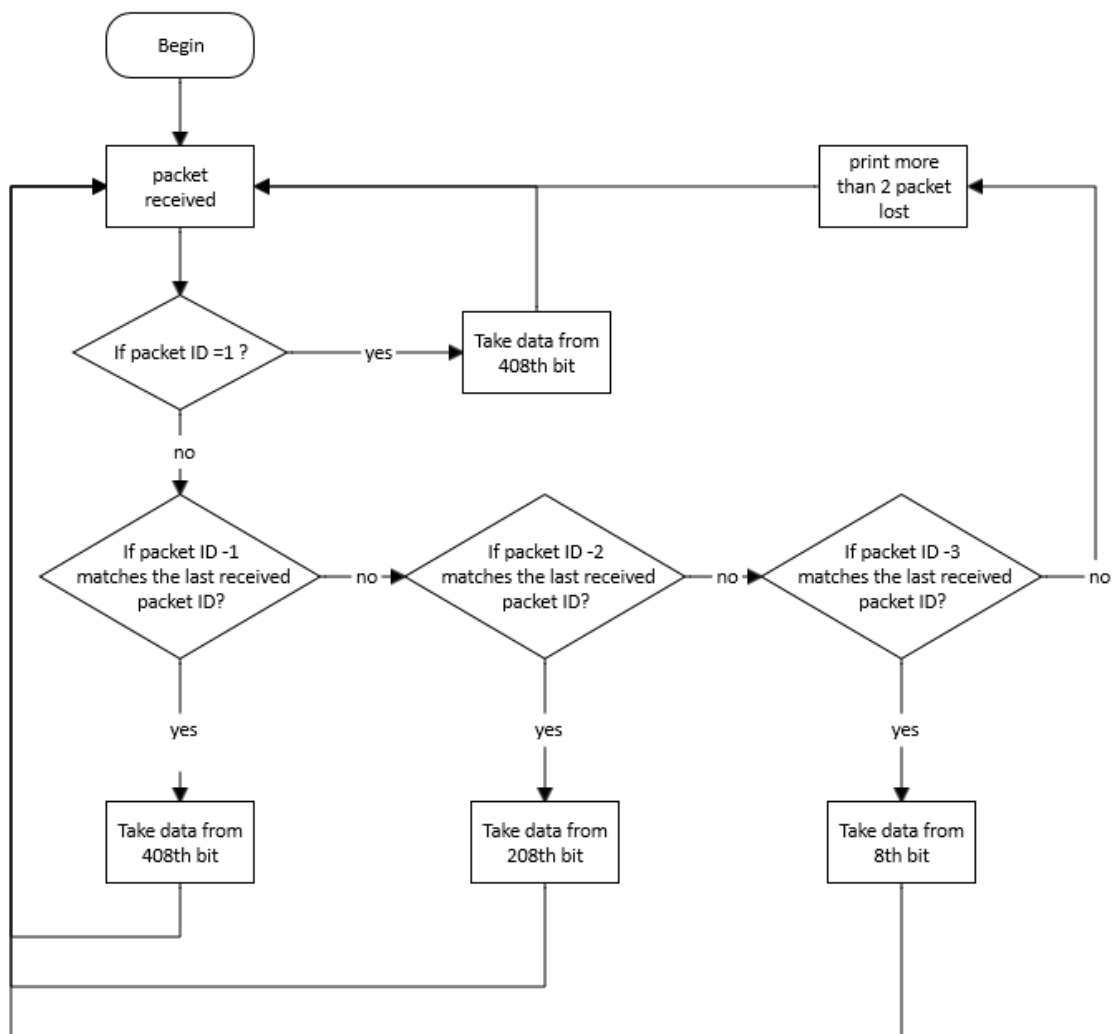 Begin
packet
received
print more
than 2 packet
lost
If packet ID =1 ?
yes
Take data from
408th bit
no
If packet ID -1
matches the last received
packet ID?
no
If packet ID -2
matches the last received
packet ID?
no
If packet ID -3
matches the last received
packet ID?
no
yes
yes
yes
Take data from
408th bit
Take data from
208th bit
Take data from
8th bit